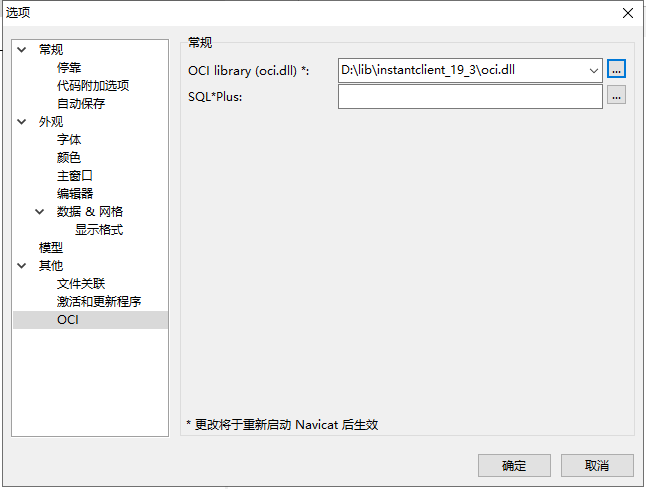 选项
常规
停靠
代码附加选项
自动保存
外观
字体
颜色
主窗口
编辑器
数据 & 网格
显示格式
模型
其他
文件关联
激活和更新程序
OCI
常规
OCI library (oci.dll) *: D:\lib\instantclient_19_3\oci.dll ...
SQL*Plus: ...
* 更改将于重新启动 Navicat 后生效
确定 取消